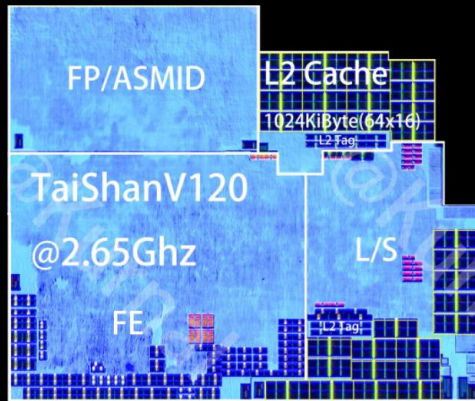 FP/ASMID
L2 Cache
1024KiByte(64x16)
L2 Tag
TaiShanV120
@2.65Ghz
L/S
FE
L2 Tag